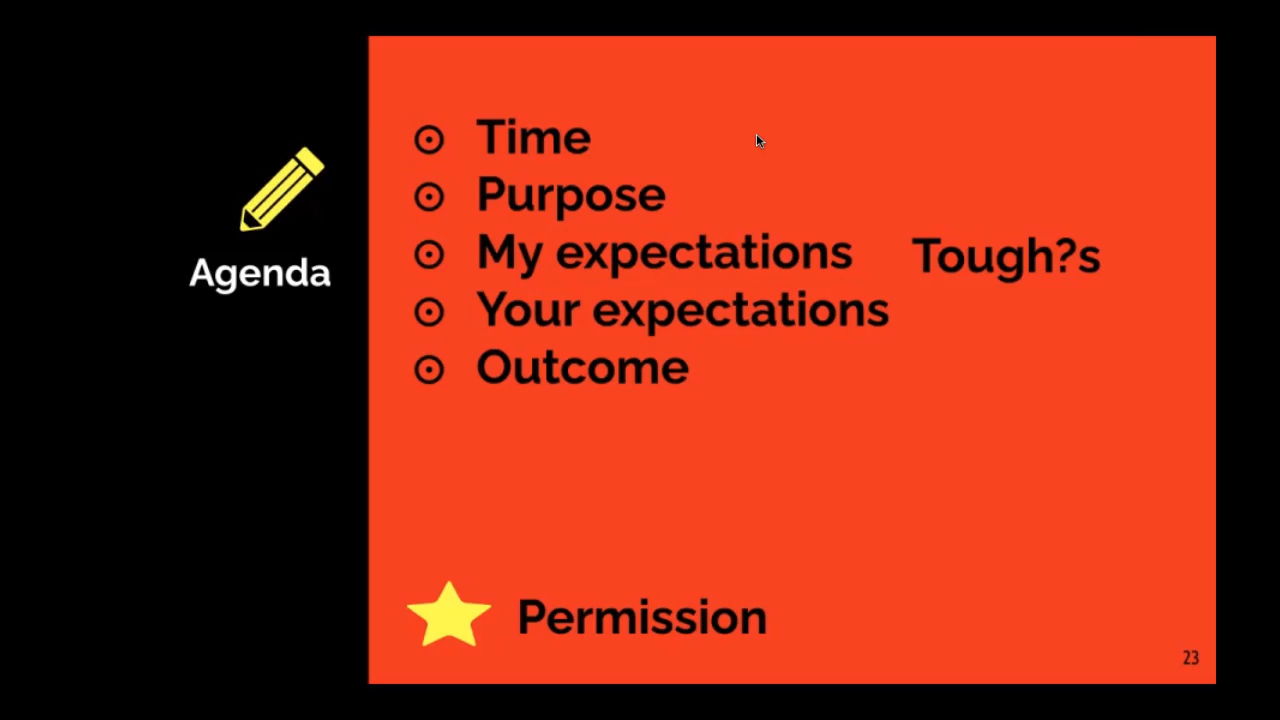 Agenda
Time
Purpose
My expectations Tough?s
Your expectations
Outcome
Permission
23